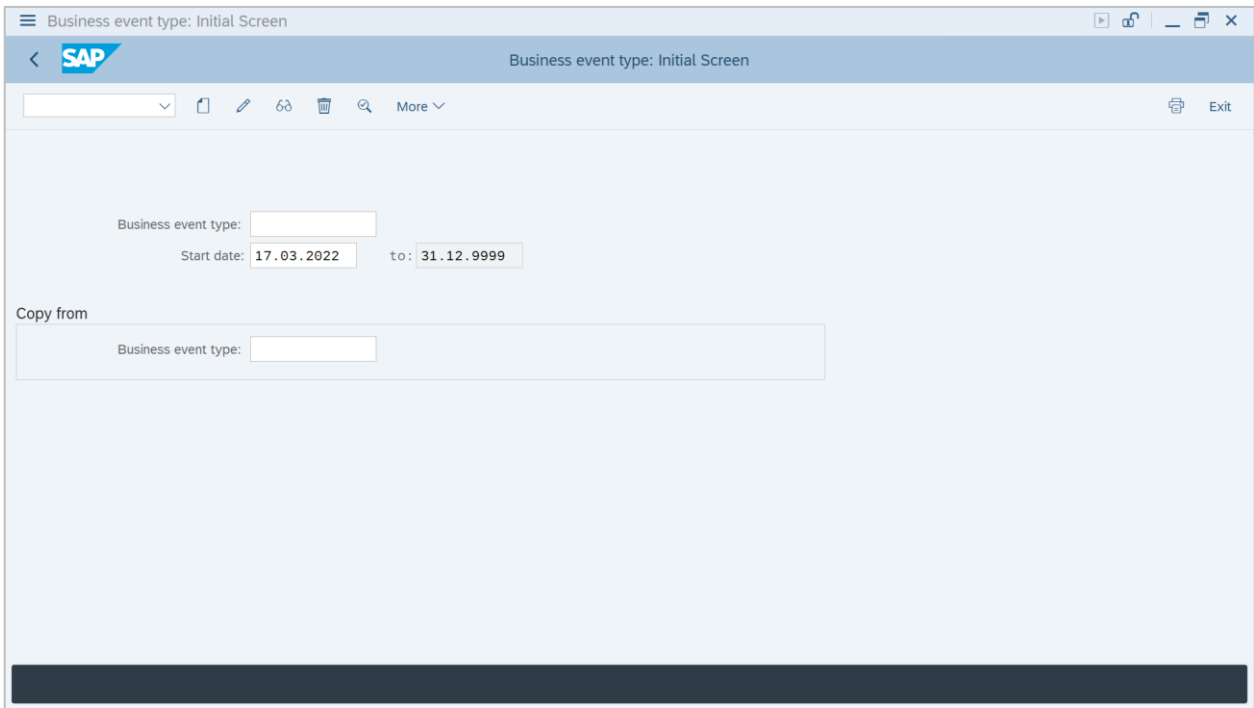 Business event type: Initial Screen
SAP Business event type: Initial Screen
More Exit
Business event type:
Start date: 17.03.2022 to: 31.12.9999
Copy from
Business event type: